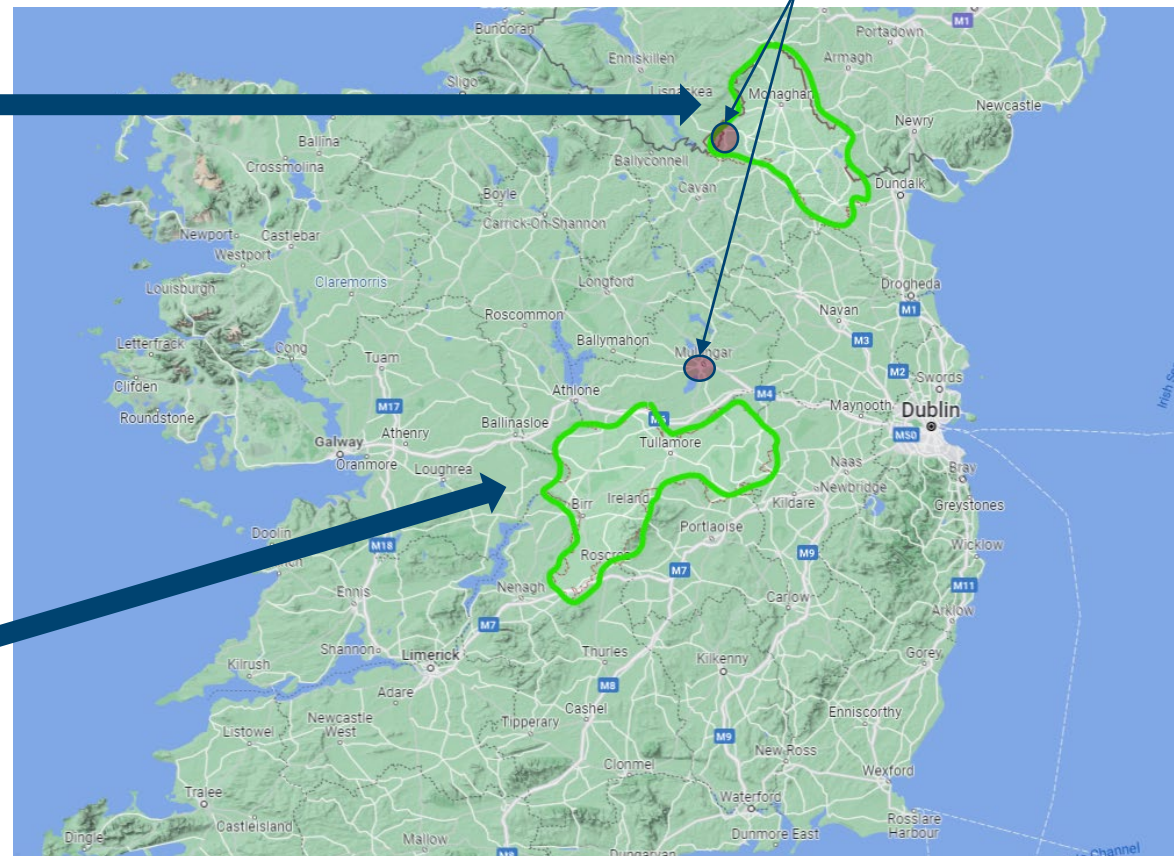 M1
Bundoran
Portadown
Enniskillen
Armagh
Sligo
Lisnaskea
Monaghan
Newcastle
Newry
Ballina
Crossmolina
Ballyconnell
Cavan
Dundalk
Boyle
Carrick-On-Shannon
Newport
Castlebar
Westport
Claremorris
Longford
Louisburgh
Drogheda
M1
Roscommon
Navan
Letterfrack
Cong
Ballymahon
M3
Tuam
Clifden
Athlone
M2
Swords
M4
Roundstone
M17
Maynooth
Dublin
Ballinasloe
M50
Galway
Athenry
Tullamore
Oranmore
Loughrea
Naas
Bray
Newbridge
Birr
Ireland
Kildare
Greystones
Portlaoise
Doolin
M18
M9
Wicklow
M7
Nenagh
M11
Ennis
Carlow
Arklow
M7
Shannon
Limerick
Thurles
Kilkenny
Gorey
Kilrush
M8
Adare
Cashel
Enniscorthy
Newcastle
West
Tipperary
Listowel
M9
New Ross
Clonmel
Wexford
Tralee
Waterford
Castleisland
Rosslare
Harbour
Dingle
Mallow
Dunmore East
Channel